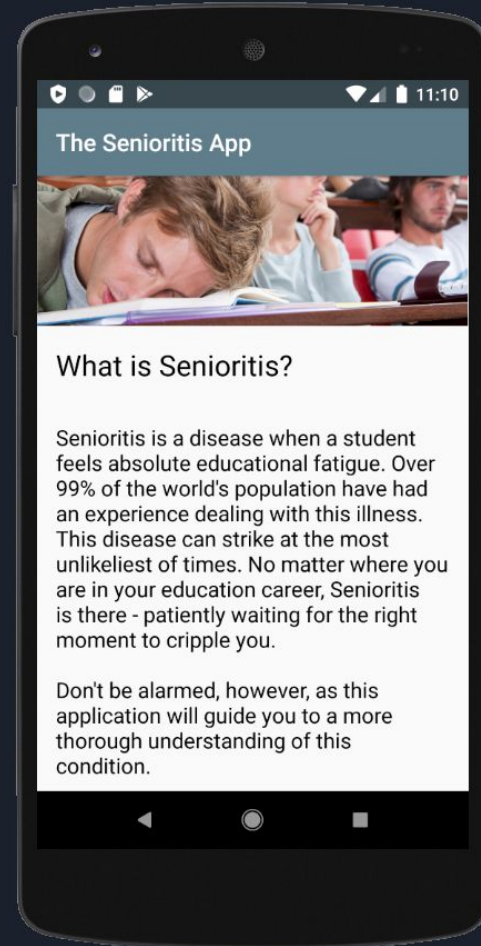 11:10
The Senioritis App
What is Senioritis?
Senioritis is a disease when a student
feels absolute educational fatigue. Over
99% of the world's population have had
an experience dealing with this illness.
This disease can strike at the most
unlikeliest of times. No matter where you
are in your education career, Senioritis
is there - patiently waiting for the right
moment to cripple you.
Don't be alarmed, however, as this
application will guide you to a more
thorough understanding of this
condition.